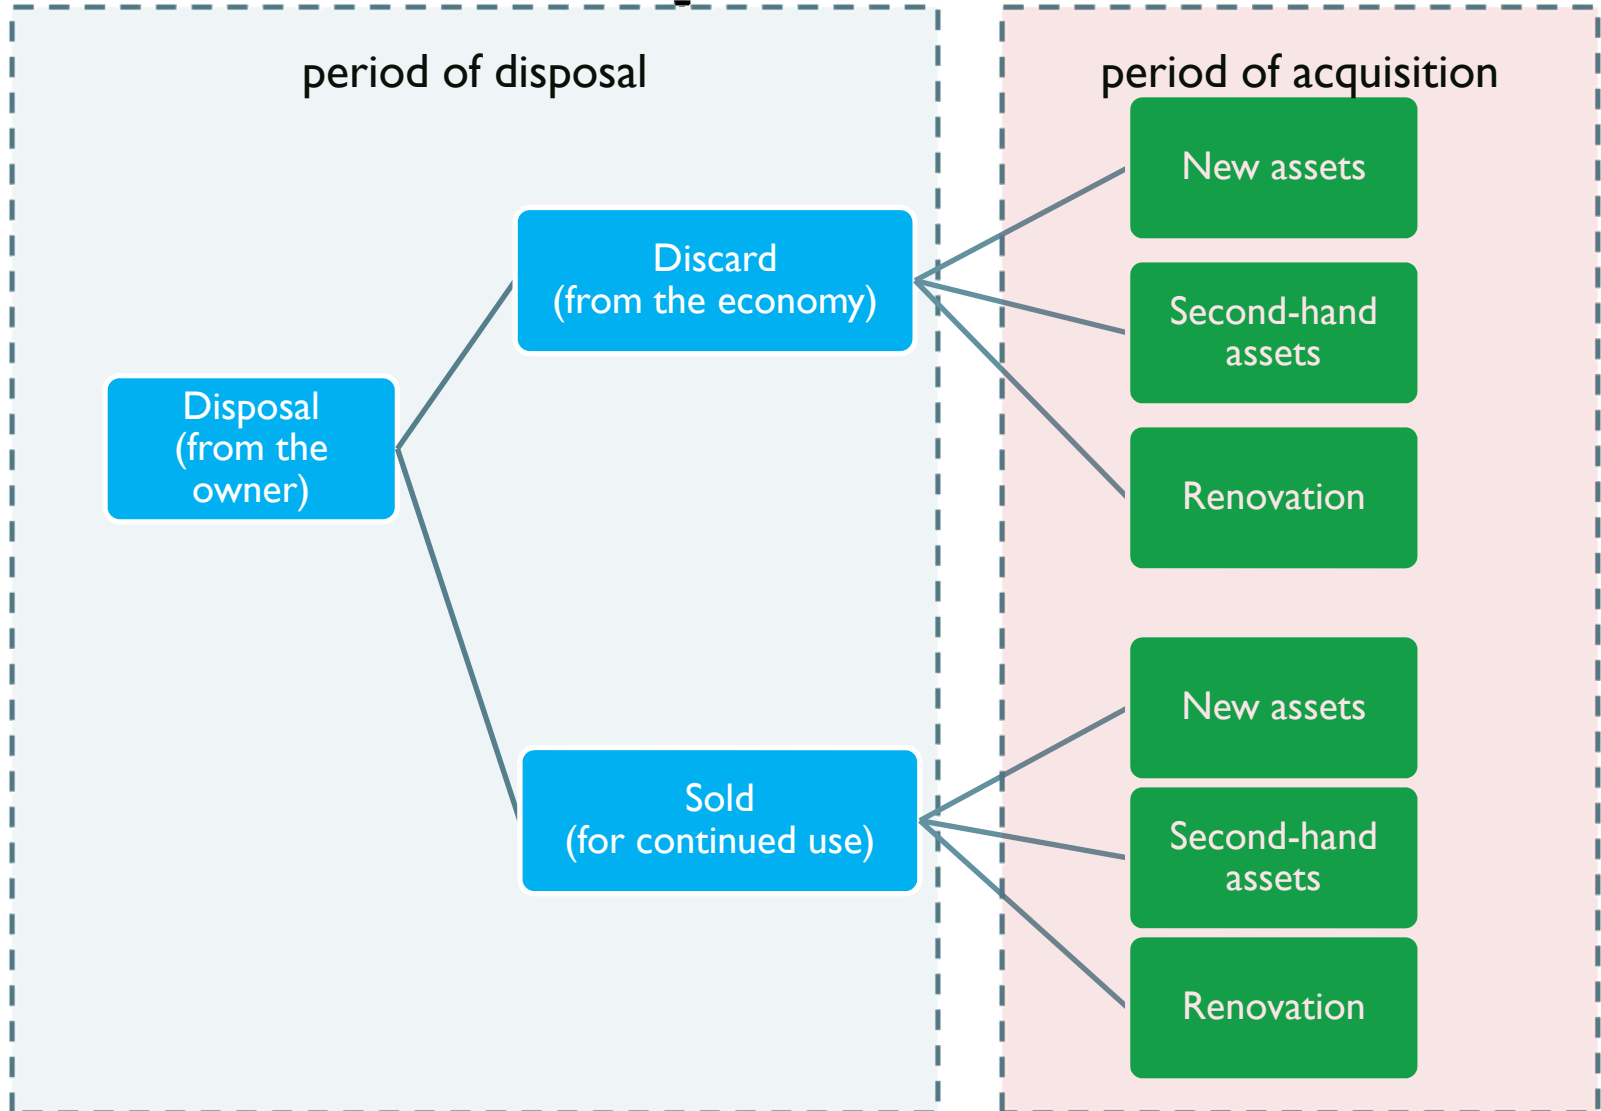 period of disposal
period of acquisition
Disposal
(from the
owner)
Discard
(from the economy)
Sold
(for continued use)
New assets
Second-hand
assets
Renovation
New assets
Second-hand
assets
Renovation